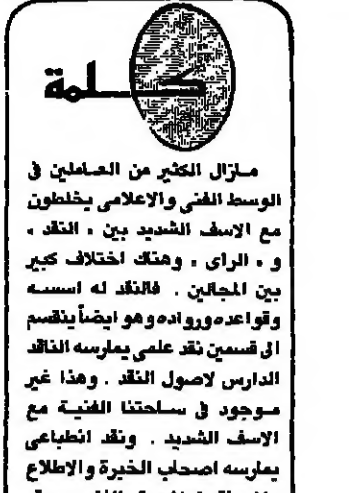 كلمة
مازال الكثير من العاملين في
الوسط الفني والاعلامي يخلطون
مع الاسف الشديد بين « النقد »
و « الراى » وهناك اختلاف كبير
بين المجالين . فالنقد له اسسه
وقواعده ورواده وهو ايضاً ينقسم
الى قسمين نقد علمي يمارسه الناقد
الدارس لاصول النقد . وهذا غير
موجود في ساحتنا الفنية مع
الاسف الشديد . ونقد انطباعى
يمارسه اصحاب الخبرة والاطلاع